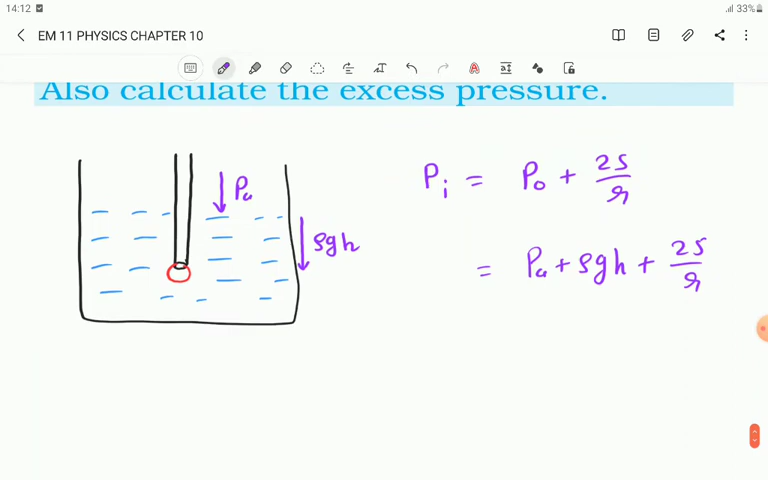 14:12 33%
EM 11 PHYSICS CHAPTER 10
Also calculate the excess pressure.
Pa
ρgh
Pi = Po + 2S/r
= Pa + ρgh + 2S/r